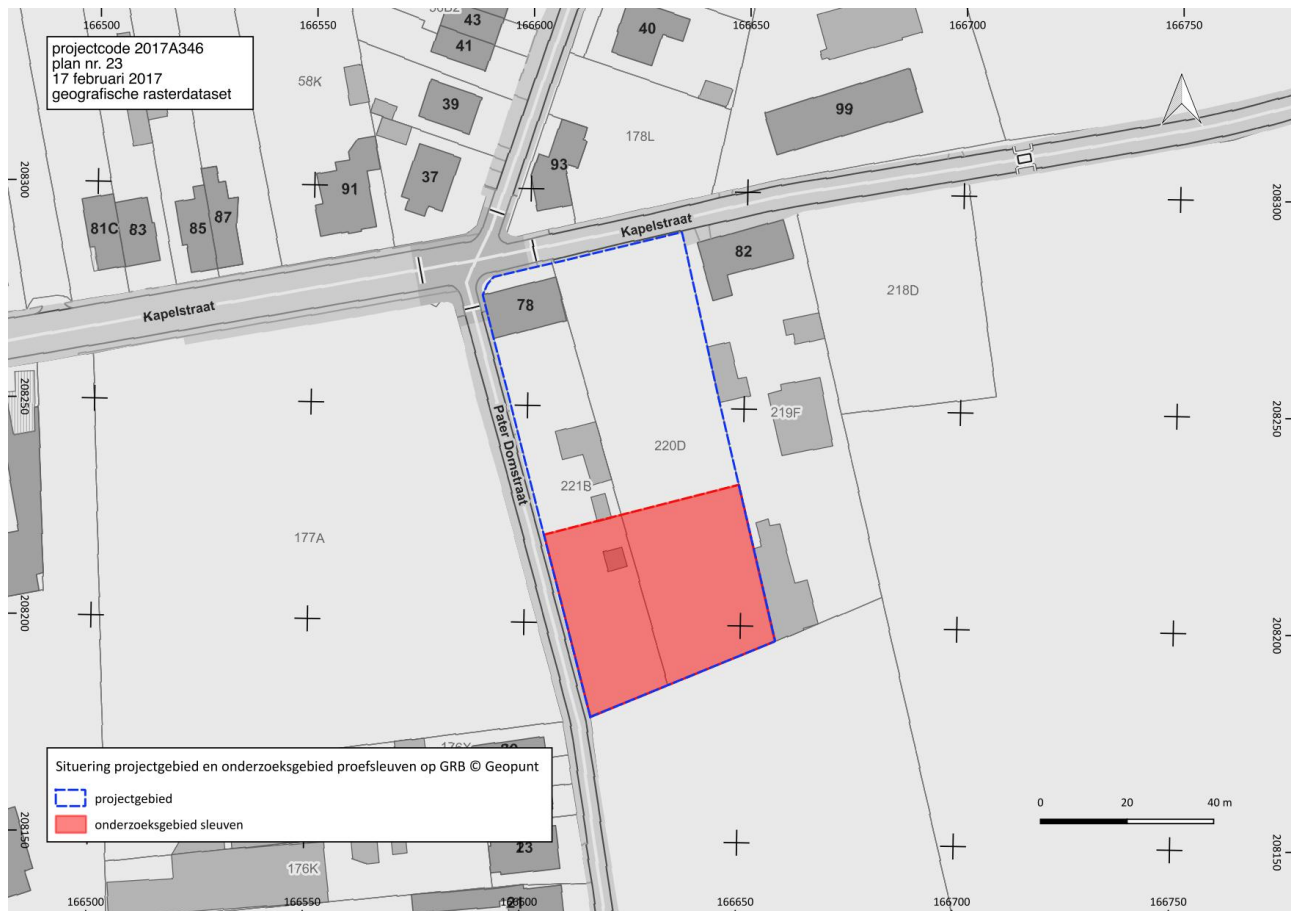 166500
166550
166600
166650
166700
166750
projectcode 2017A346
plan nr. 23
17 februari 2017
geografische rasterdataset
43
41
40
58K
39
99
178L
93
37
91
208300
208300
81C
83
85
87
Kapelstraat
82
218D
Kapelstraat
78
208250
208250
Pater Domstraat
219F
220D
221B
177A
208200
208200
176X
Situering projectgebied en onderzoeksgebied proefsleuven op GRB © Geopunt
projectgebied
onderzoeksgebied sleuven
0 20 40 m
208150
208150
176K
166500
166550
166600
166650
166700
166750